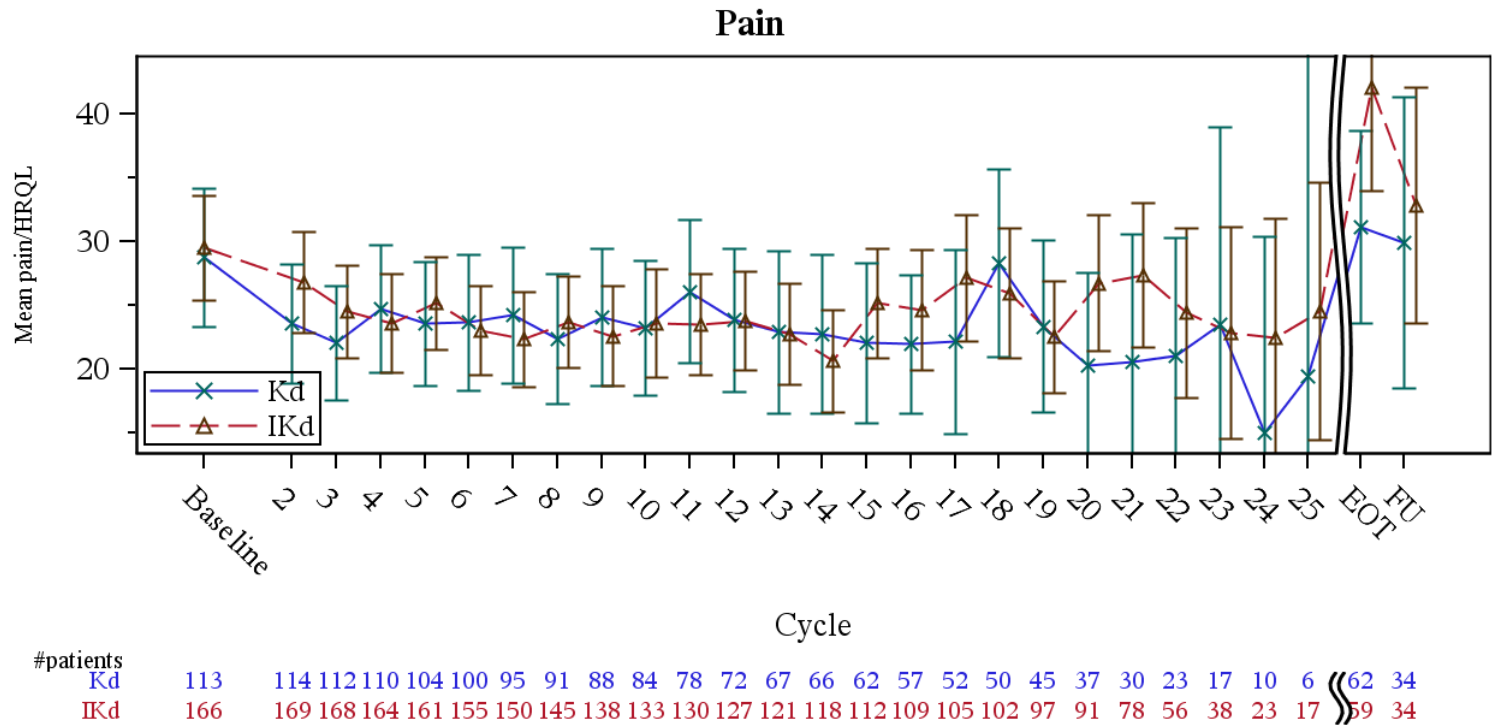 Pain
Mean pain/HRQL
40
30
20
Kd
IKd
Baseline 2 3 4 5 6 7 8 9 10 11 12 13 14 15 16 17 18 19 20 21 22 23 24 25 EOT FU
Cycle
#patients
Kd 113 114 112 110 104 100 95 91 88 84 78 72 67 66 62 57 52 50 45 37 30 23 17 10 6 62 34
IKd 166 169 168 164 161 155 150 145 138 133 130 127 121 118 112 109 105 102 97 91 78 56 38 23 17 59 34